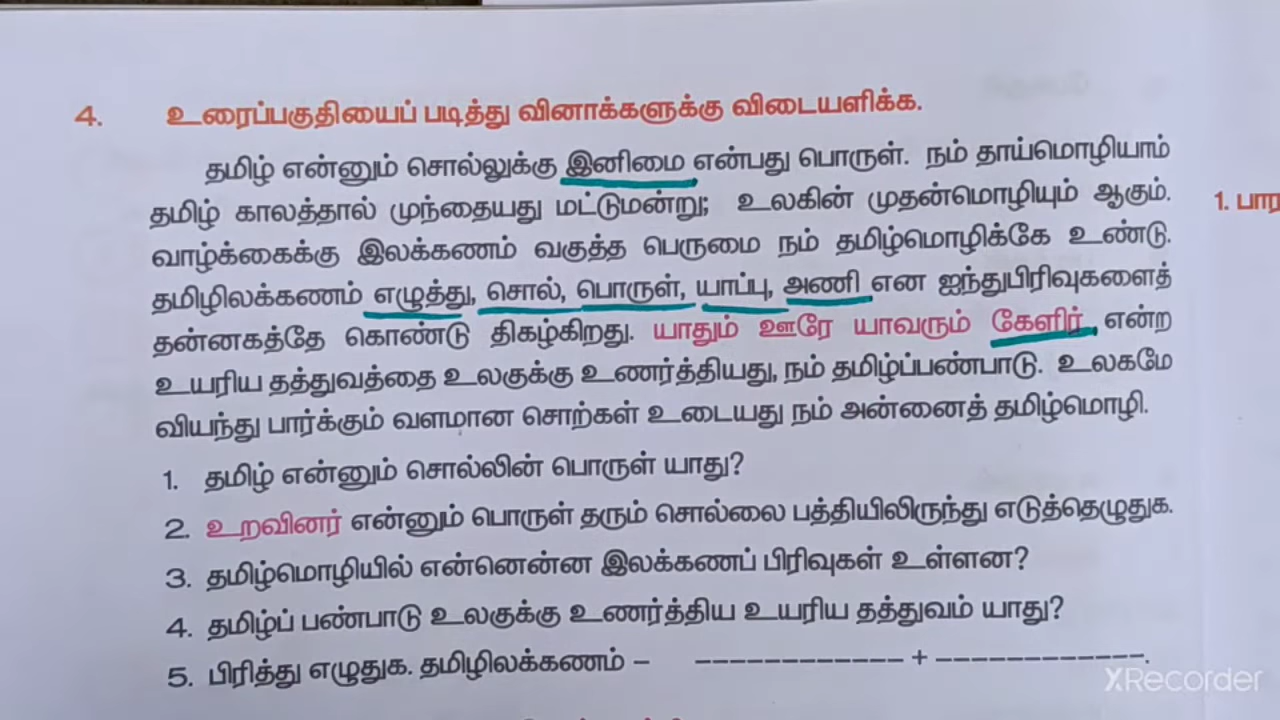 4. உரைப்பகுதியைப் படித்து வினாக்களுக்கு விடையளிக்க.
தமிழ் என்னும் சொல்லுக்கு இனிமை என்பது பொருள். நம் தாய்மொழியாம்
தமிழ் காலத்தால் முந்தையது மட்டுமன்று; உலகின் முதன்மொழியும் ஆகும்.
1. பார
வாழ்க்கைக்கு இலக்கணம் வகுத்த பெருமை நம் தமிழ்மொழிக்கே உண்டு.
தமிழிலக்கணம் எழுத்து, சொல், பொருள், யாப்பு, அணி என ஐந்துபிரிவுகளைத்
தன்னகத்தே கொண்டு திகழ்கிறது. யாதும் ஊரே யாவரும் கேளிர் என்ற
உயரிய தத்துவத்தை உலகுக்கு உணர்த்தியது, நம் தமிழ்ப்பண்பாடு. உலகமே
வியந்து பார்க்கும் வளமான சொற்கள் உடையது நம் அன்னைத் தமிழ்மொழி.
1. தமிழ் என்னும் சொல்லின் பொருள் யாது?
2. உறவினர் என்னும் பொருள் தரும் சொல்லை பத்தியிலிருந்து எடுத்தெழுதுக.
3. தமிழ்மொழியில் என்னென்ன இலக்கணப் பிரிவுகள் உள்ளன?
4. தமிழ்ப் பண்பாடு உலகுக்கு உணர்த்திய உயரிய தத்துவம் யாது?
5. பிரித்து எழுதுக. தமிழிலக்கணம் – ------------ + ------------.
XRecorder